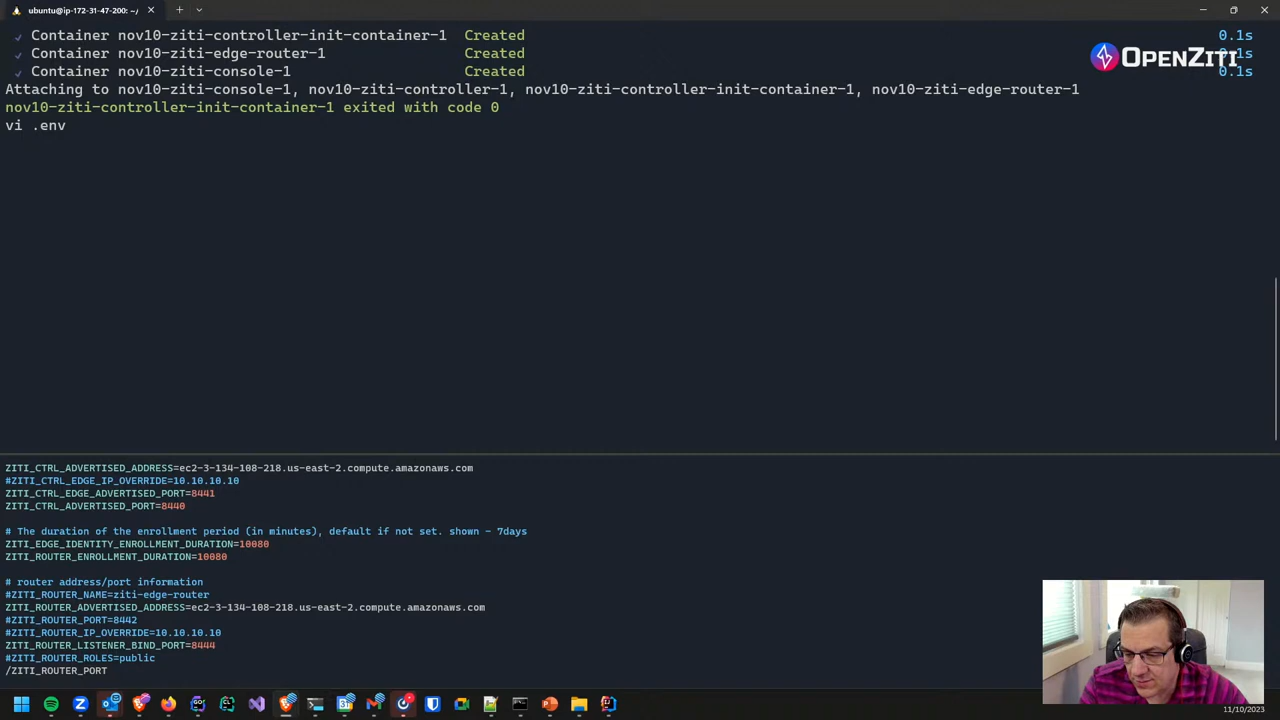 ubuntu@ip-172-31-47-200: ~/
✓ Container nov10-ziti-controller-init-container-1 Created 0.1s
✓ Container nov10-ziti-edge-router-1 Created 0.1s
✓ Container nov10-ziti-console-1 Created 0.1s
OPENZITI
Attaching to nov10-ziti-console-1, nov10-ziti-controller-1, nov10-ziti-controller-init-container-1, nov10-ziti-edge-router-1
nov10-ziti-controller-init-container-1 exited with code 0
vi .env
ZITI_CTRL_ADVERTISED_ADDRESS=ec2-3-134-108-218.us-east-2.compute.amazonaws.com
#ZITI_CTRL_EDGE_IP_OVERRIDE=10.10.10.10
ZITI_CTRL_EDGE_ADVERTISED_PORT=8441
ZITI_CTRL_ADVERTISED_PORT=8440
# The duration of the enrollment period (in minutes), default if not set. shown - 7days
ZITI_EDGE_IDENTITY_ENROLLMENT_DURATION=10080
ZITI_ROUTER_ENROLLMENT_DURATION=10080
# router address/port information
#ZITI_ROUTER_NAME=ziti-edge-router
ZITI_ROUTER_ADVERTISED_ADDRESS=ec2-3-134-108-218.us-east-2.compute.amazonaws.com
#ZITI_ROUTER_PORT=8442
#ZITI_ROUTER_IP_OVERRIDE=10.10.10.10
ZITI_ROUTER_LISTENER_BIND_PORT=8444
#ZITI_ROUTER_ROLES=public
/ZITI_ROUTER_PORT
11/10/2023